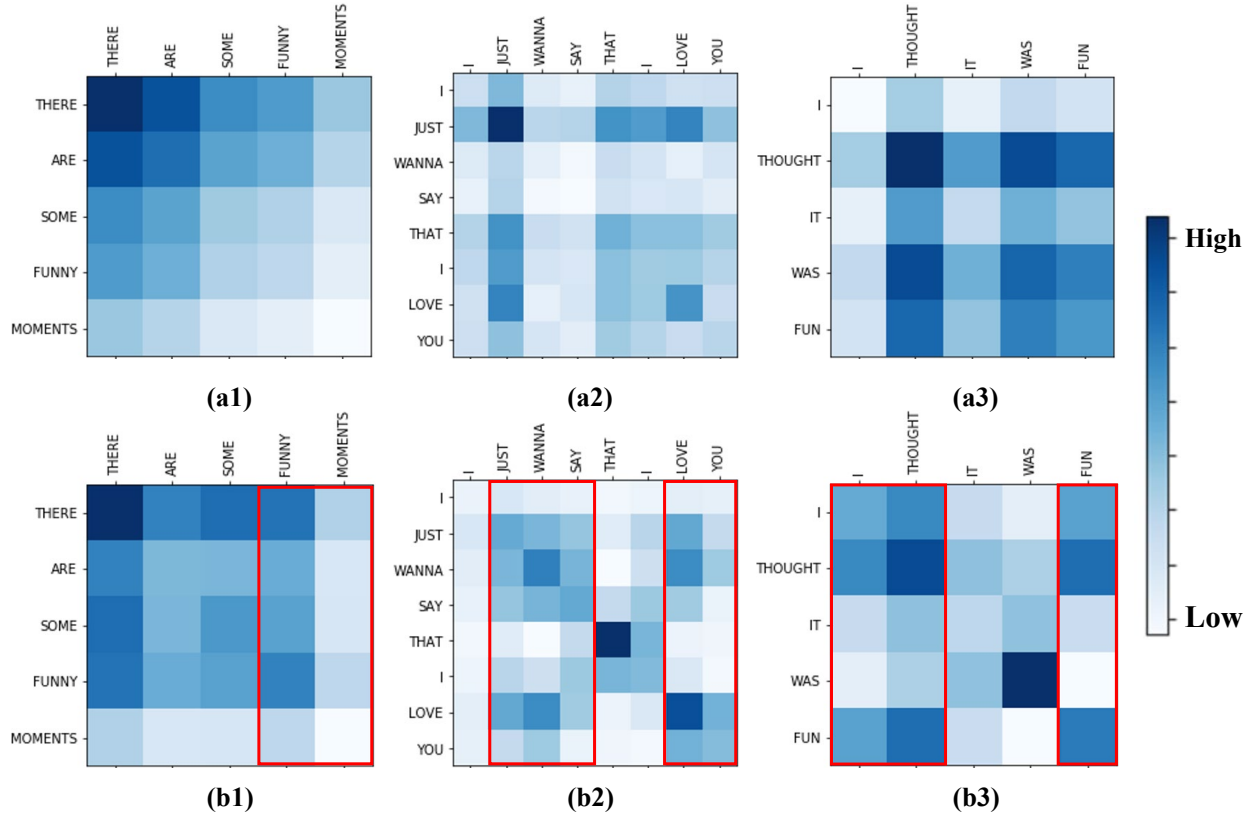 THERE ARE SOME FUNNY MOMENTS
THERE
ARE
SOME
FUNNY
MOMENTS
(a1)
I JUST WANNA SAY THAT I LOVE YOU
I
JUST
WANNA
SAY
THAT
I
LOVE
YOU
(a2)
I THOUGHT IT WAS FUN
I
THOUGHT
IT
WAS
FUN
(a3)
High
Low
THERE ARE SOME FUNNY MOMENTS
THERE
ARE
SOME
FUNNY
MOMENTS
(b1)
I JUST WANNA SAY THAT I LOVE YOU
I
JUST
WANNA
SAY
THAT
I
LOVE
YOU
(b2)
I THOUGHT IT WAS FUN
I
THOUGHT
IT
WAS
FUN
(b3)